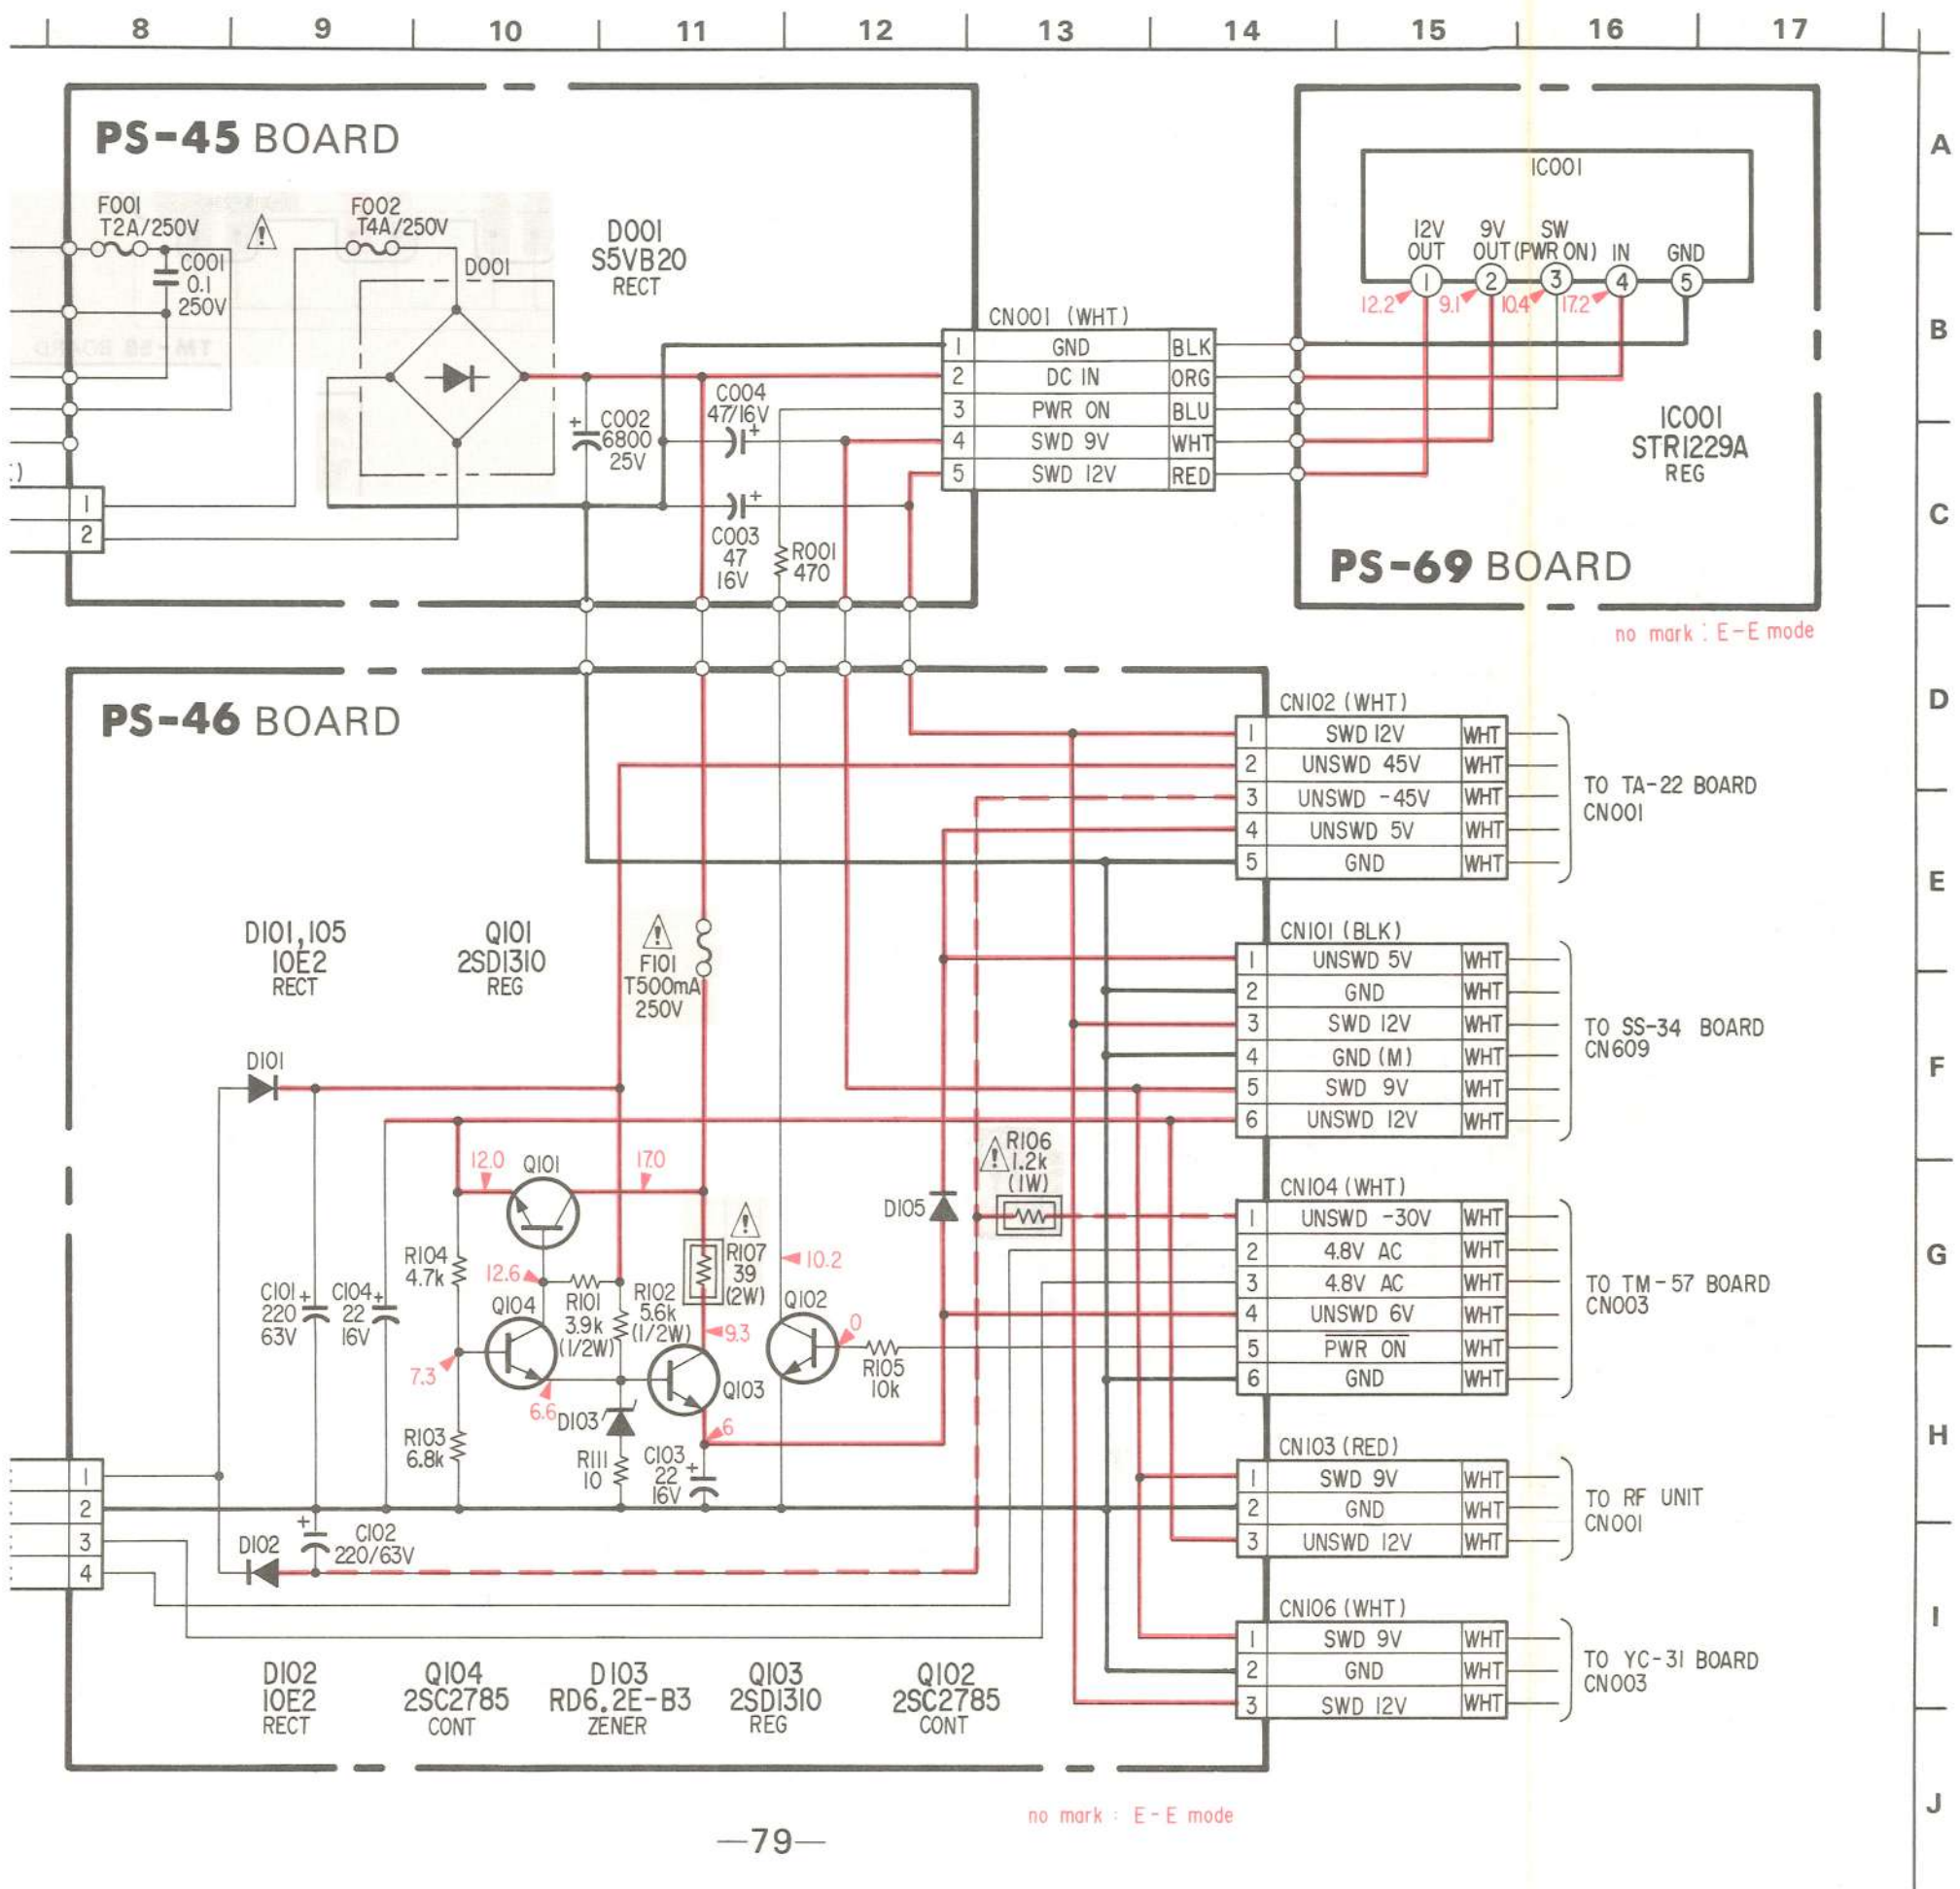 8 9 10 11 12 13 14 15 16 17
A
B
C
D
E
F
G
H
I
J
PS-45 BOARD
F001
T2A/250V
C001
0.1
250V
F002
T4A/250V
D001
D001
S5VB20
RECT
C002
6800
25V
C004
47/16V
C003
47
16V
R001
470
1
2
CN001 (WHT)
1 GND BLK
2 DC IN ORG
3 PWR ON BLU
4 SWD 9V WHT
5 SWD 12V RED
IC001
12V OUT
9V OUT
SW (PWR ON)
IN
GND
1 2 3 4 5
12.2 9.1 10.4 17.2
IC001
STR1229A
REG
PS-69 BOARD
no mark : E-E mode
PS-46 BOARD
CN102 (WHT)
1 SWD 12V WHT
2 UNSWD 45V WHT
3 UNSWD -45V WHT
4 UNSWD 5V WHT
5 GND WHT
TO TA-22 BOARD
CN001
CN101 (BLK)
1 UNSWD 5V WHT
2 GND WHT
3 SWD 12V WHT
4 GND (M) WHT
5 SWD 9V WHT
6 UNSWD 12V WHT
TO SS-34 BOARD
CN609
CN104 (WHT)
1 UNSWD -30V WHT
2 4.8V AC WHT
3 4.8V AC WHT
4 UNSWD 6V WHT
5 PWR ON WHT
6 GND WHT
TO TM-57 BOARD
CN003
CN103 (RED)
1 SWD 9V WHT
2 GND WHT
3 UNSWD 12V WHT
TO RF UNIT
CN001
CN106 (WHT)
1 SWD 9V WHT
2 GND WHT
3 SWD 12V WHT
TO YC-31 BOARD
CN003
D101,105
10E2
RECT
Q101
2SD1310
REG
F101
T500mA
250V
D101
12.0
Q101
17.0
R106
1.2k
(1W)
D105
R104
4.7k
12.6
R101
3.9k
(1/2W)
R102
5.6k
(1/2W)
R107
39
(2W)
10.2
Q102
0
C101
220
63V
C104
22
16V
Q104
9.3
R105
10k
7.3
6.6
D103
Q103
6
R103
6.8k
R111
10
C103
22
16V
1
2
3
4
D102
C102
220/63V
D102
10E2
RECT
Q104
2SC2785
CONT
D103
RD6.2E-B3
ZENER
Q103
2SD1310
REG
Q102
2SC2785
CONT
no mark : E-E mode
—79—